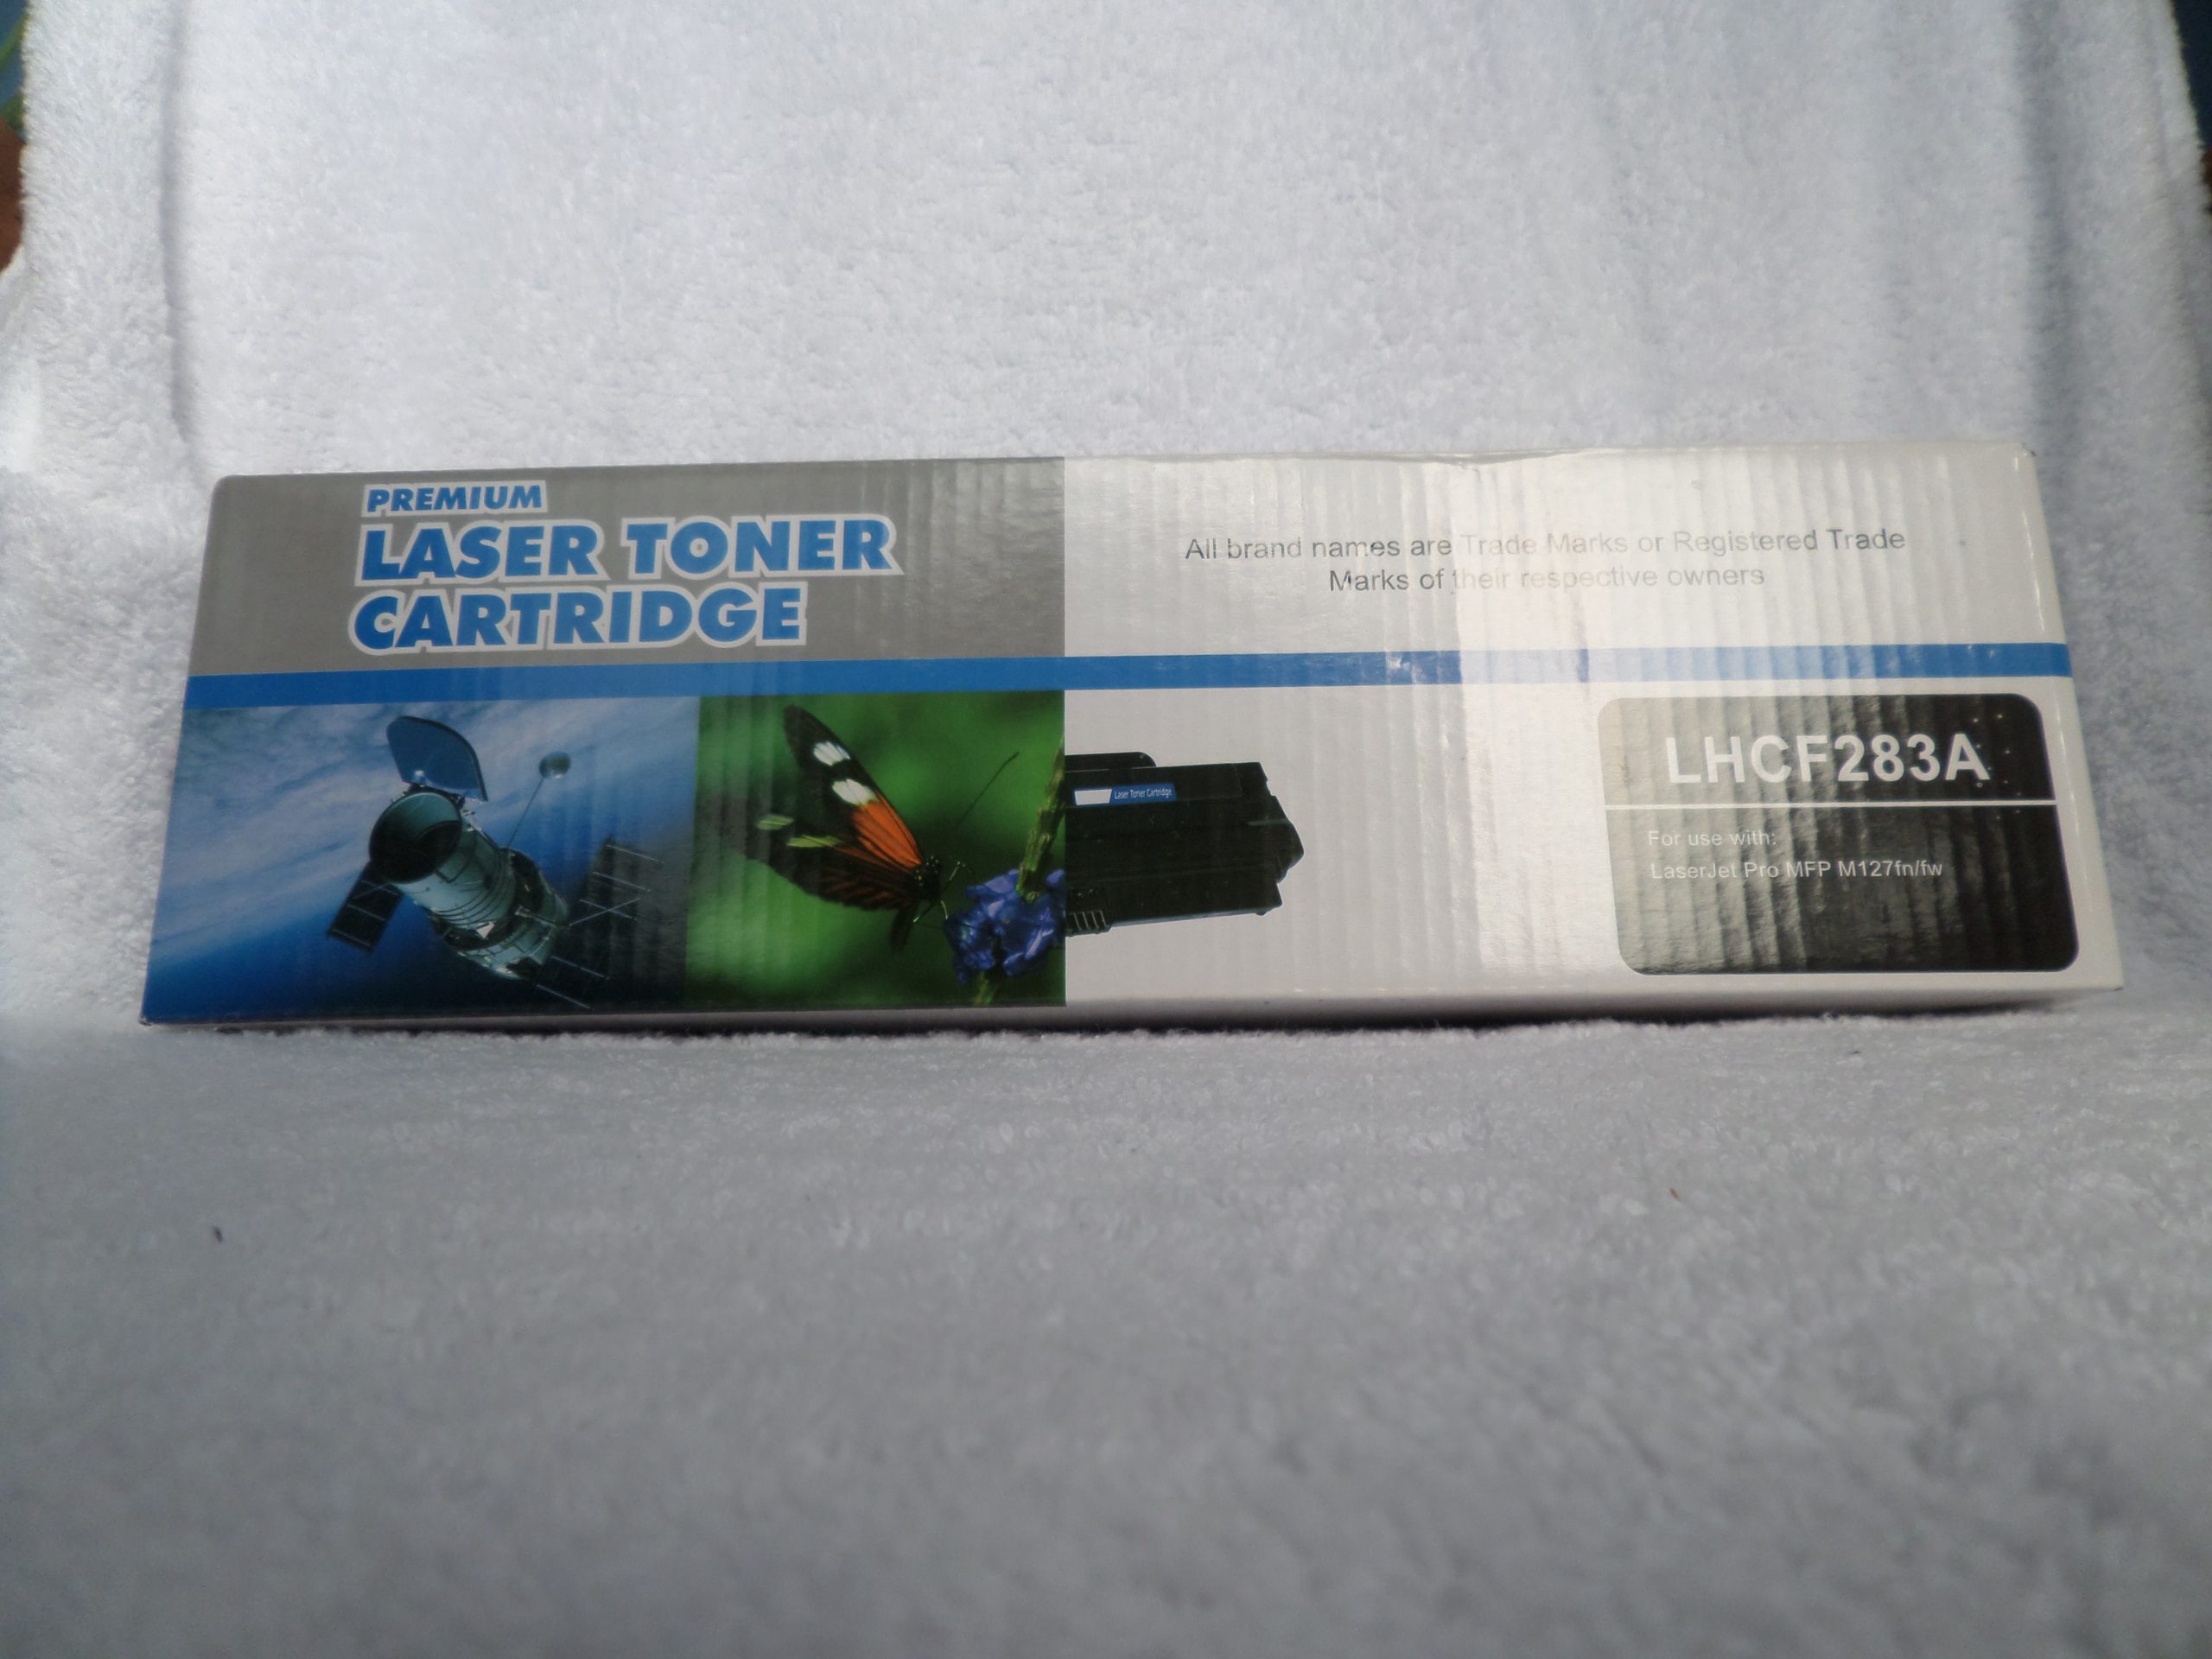 PREMIUM
LASER TONER
CARTRIDGE
All brand names are Trade Marks or Registered Trade
Marks of their respective owners
Laser Toner Cartridge
LHCF283A
For use with:
LaserJet Pro MFP M127fn/fw